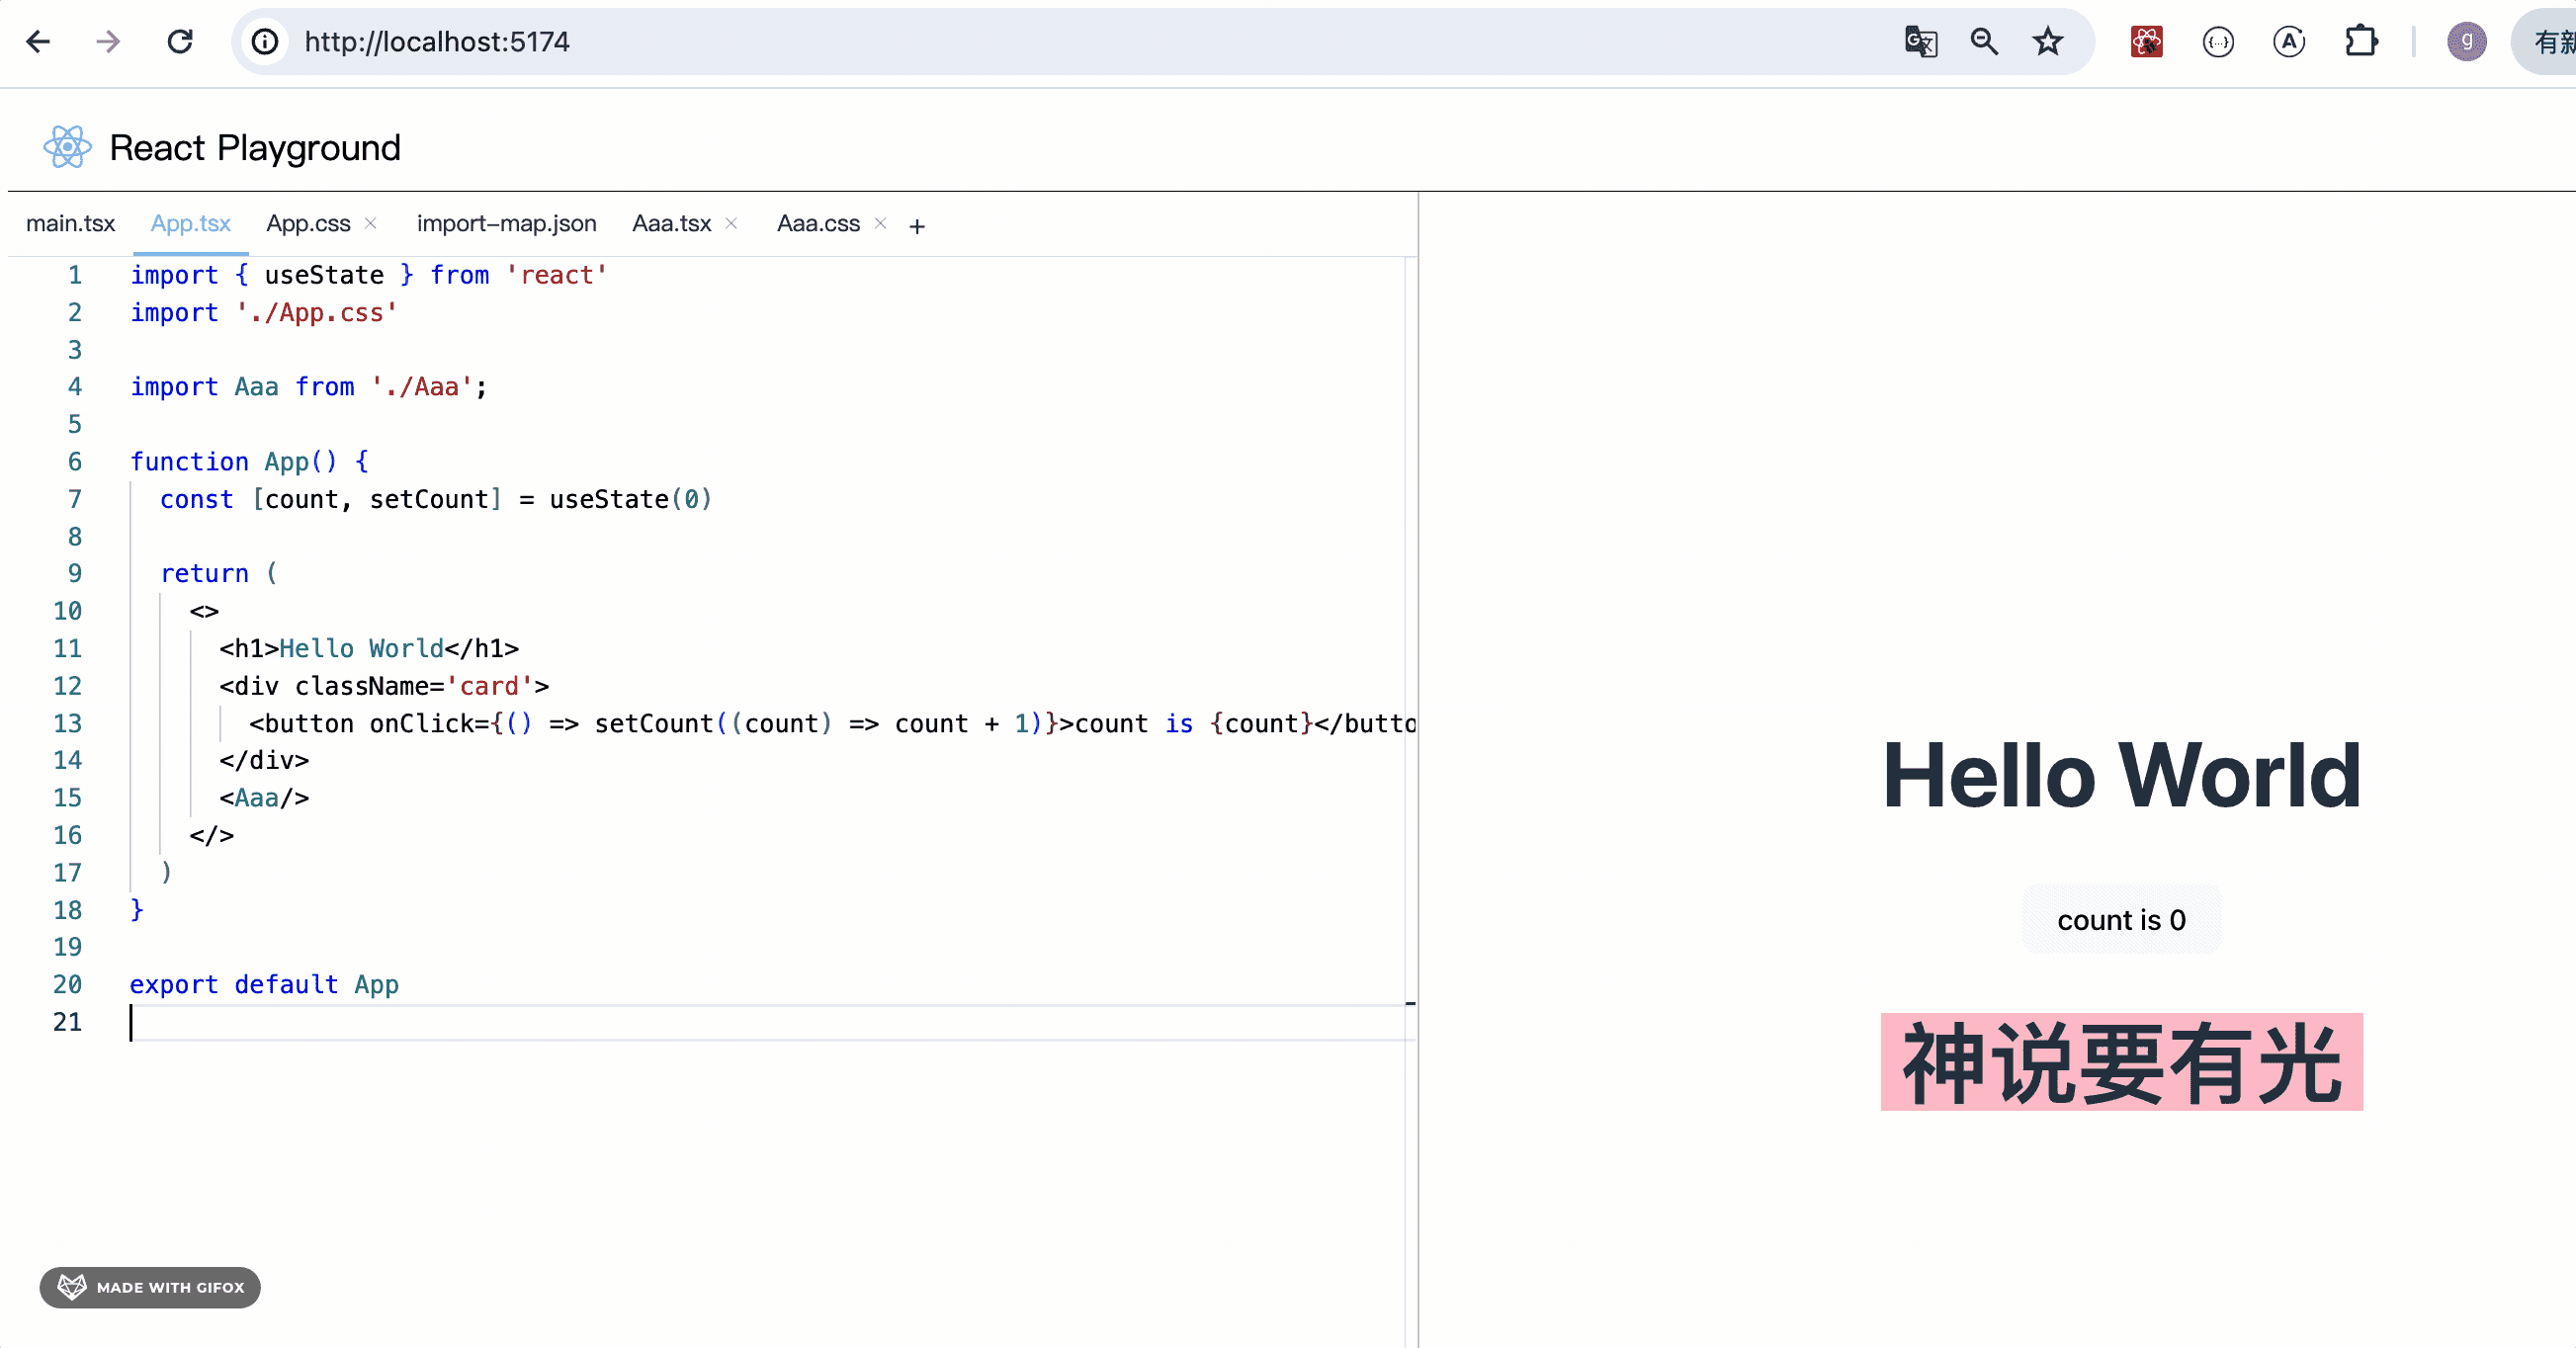 http://localhost:5174
g
有新
React Playground
main.tsx App.tsx App.css × import-map.json Aaa.tsx × Aaa.css × +
1 import { useState } from 'react'
2 import './App.css'
3
4 import Aaa from './Aaa';
5
6 function App() {
7 const [count, setCount] = useState(0)
8
9 return (
10 <>
11 <h1>Hello World</h1>
12 <div className='card'>
13 <button onClick={() => setCount((count) => count + 1)}>count is {count}</butto
14 </div>
15 <Aaa/>
16 </>
17 )
18 }
19
20 export default App
21
Hello World
count is 0
神说要有光
MADE WITH GIFOX